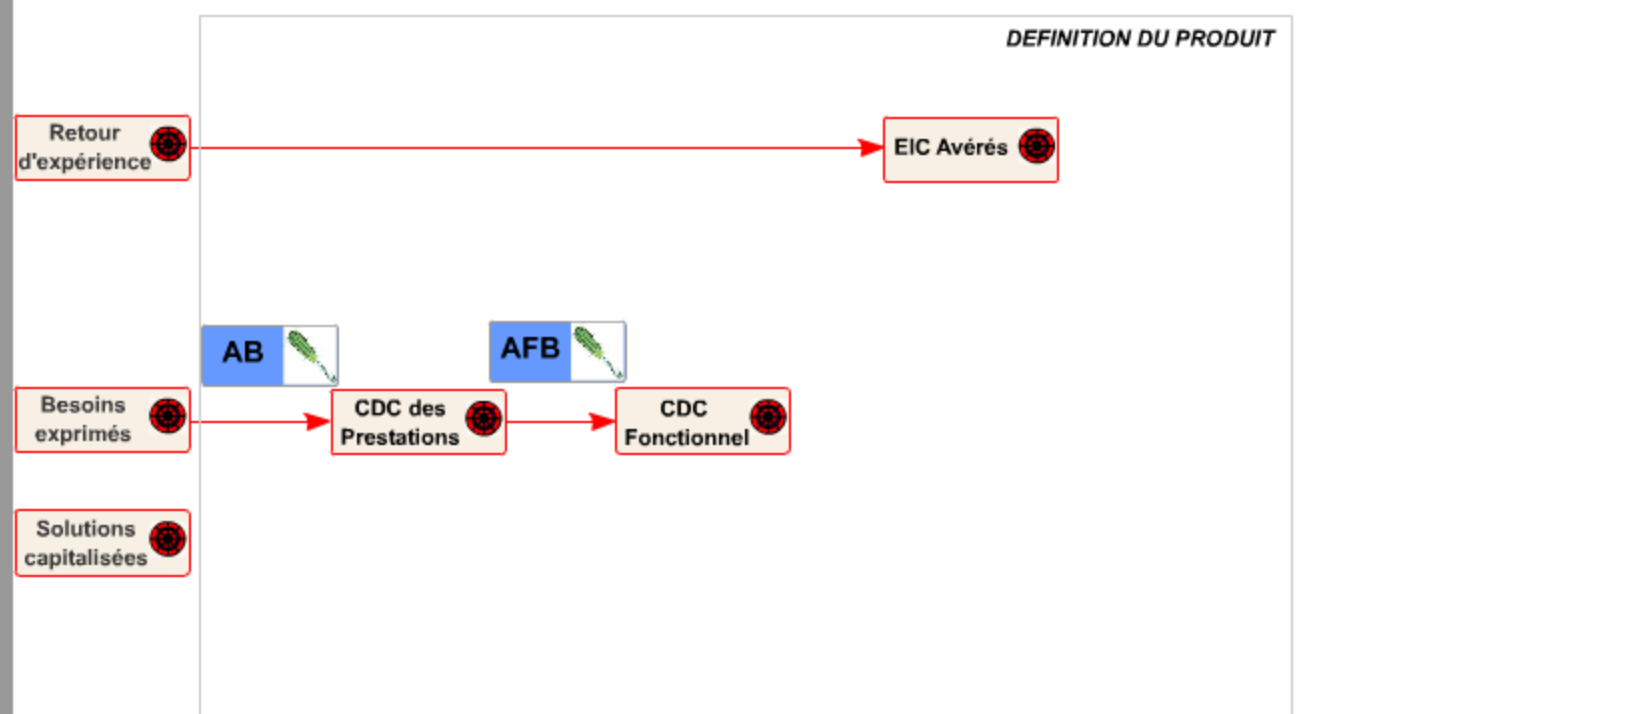 DEFINITION DU PRODUIT
Retour
d'expérience
EIC Avérés
AB
AFB
Besoins
exprimés
CDC des
Prestations
CDC
Fonctionnel
Solutions
capitalisées